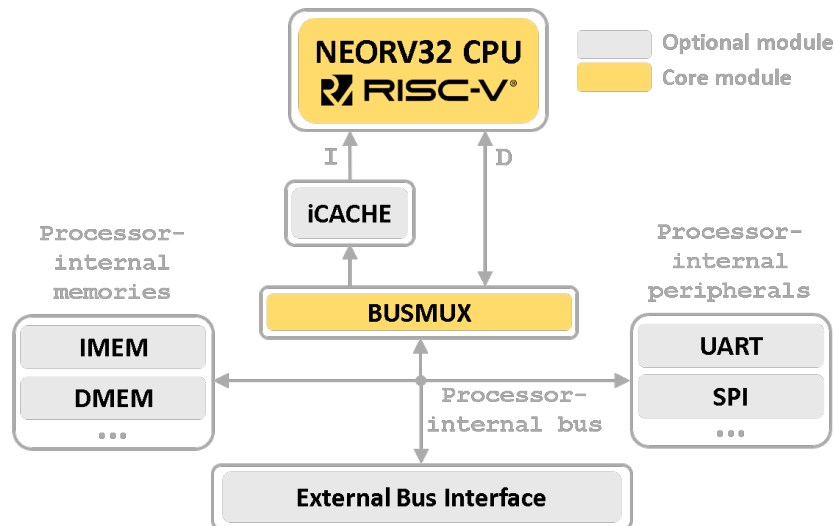 NEORV32 CPU
RISC-V®
Optional module
Core module
I
D
iCACHE
Processor-
internal
memories
Processor-
internal
peripherals
BUSMUX
IMEM
DMEM
...
UART
SPI
...
Processor-
internal bus
External Bus Interface